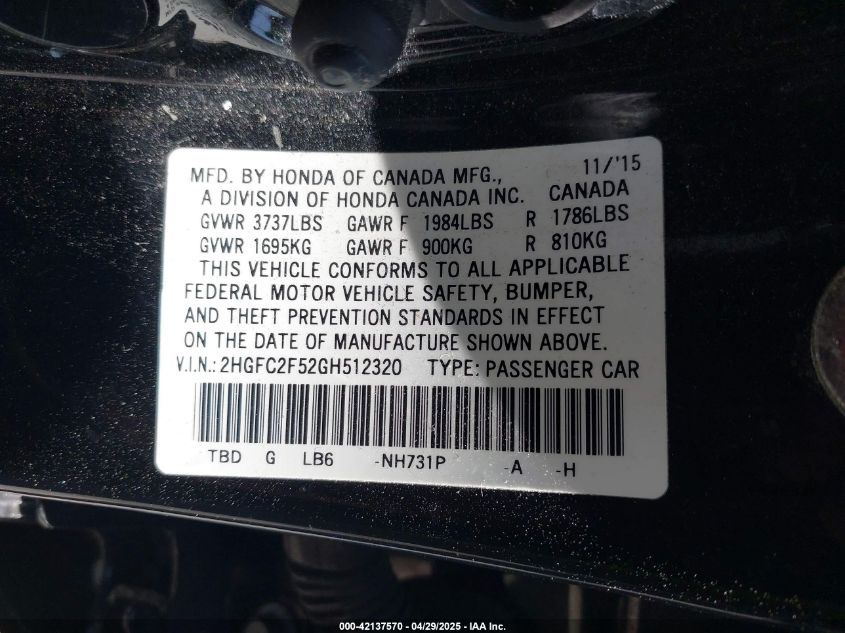 MFD. BY HONDA OF CANADA MFG., 11/'15
A DIVISION OF HONDA CANADA INC. CANADA
GVWR 3737LBS GAWR F 1984LBS R 1786LBS
GVWR 1695KG GAWR F 900KG R 810KG
THIS VEHICLE CONFORMS TO ALL APPLICABLE
FEDERAL MOTOR VEHICLE SAFETY, BUMPER,
AND THEFT PREVENTION STANDARDS IN EFFECT
ON THE DATE OF MANUFACTURE SHOWN ABOVE.
V.I.N.: 2HGFC2F52GH512320 TYPE: PASSENGER CAR
TBD G LB6 -NH731P -A -H
000-42137570 04/29/2025 - IAA Inc.